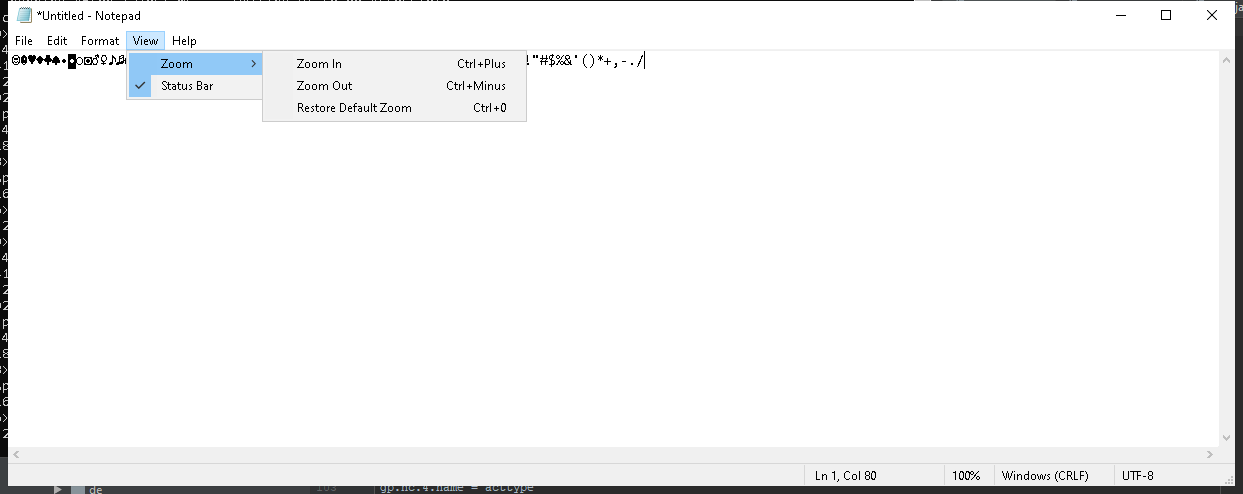 *Untitled - Notepad
File Edit Format View Help
☺☻♥♦♣♠•◘○◙♂♀♪♫
!"#$%&'()*+,-./
Zoom
Status Bar
Zoom In Ctrl+Plus
Zoom Out Ctrl+Minus
Restore Default Zoom Ctrl+0
Ln 1, Col 80 100% Windows (CRLF) UTF-8
de